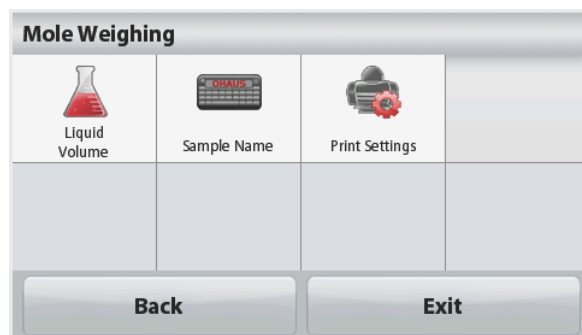 Mole Weighing
OHAUS
Liquid
Volume
Sample Name
Print Settings
Back
Exit